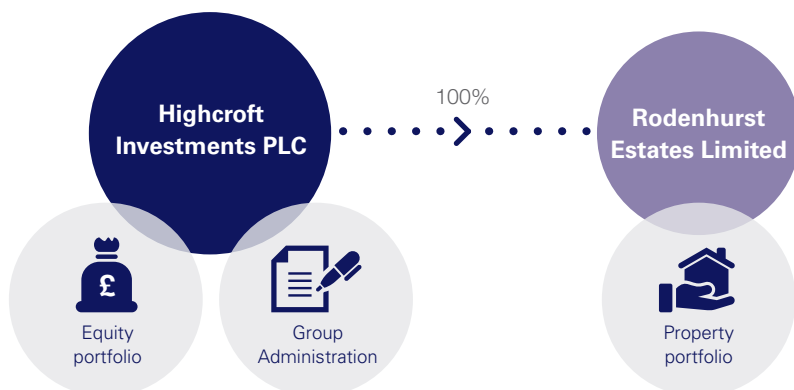 Highcroft
Investments PLC
100%
Rodenhurst
Estates Limited
£
Equity
portfolio
Group
Administration
Property
portfolio